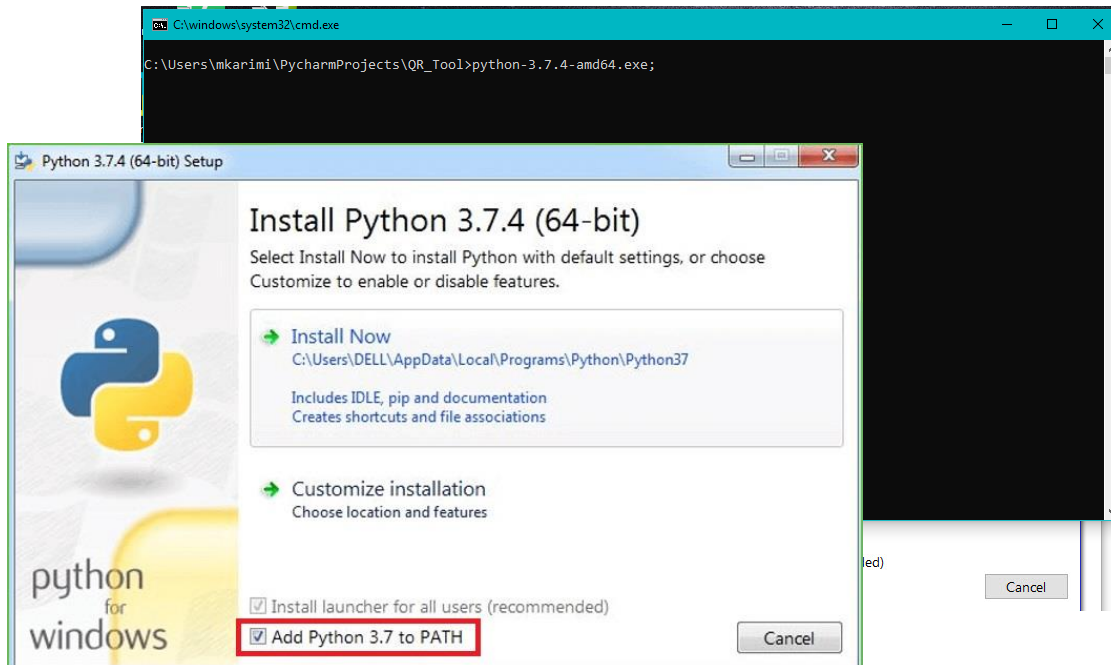 C:\windows\system32\cmd.exe
C:\Users\mkarimi\PycharmProjects\QR_Tool>python-3.7.4-amd64.exe;
Python 3.7.4 (64-bit) Setup
Install Python 3.7.4 (64-bit)
Select Install Now to install Python with default settings, or choose
Customize to enable or disable features.
Install Now
C:\Users\DELL\AppData\Local\Programs\Python\Python37
Includes IDLE, pip and documentation
Creates shortcuts and file associations
Customize installation
Choose location and features
python
for
windows
Install launcher for all users (recommended)
Add Python 3.7 to PATH
Cancel
Cancel